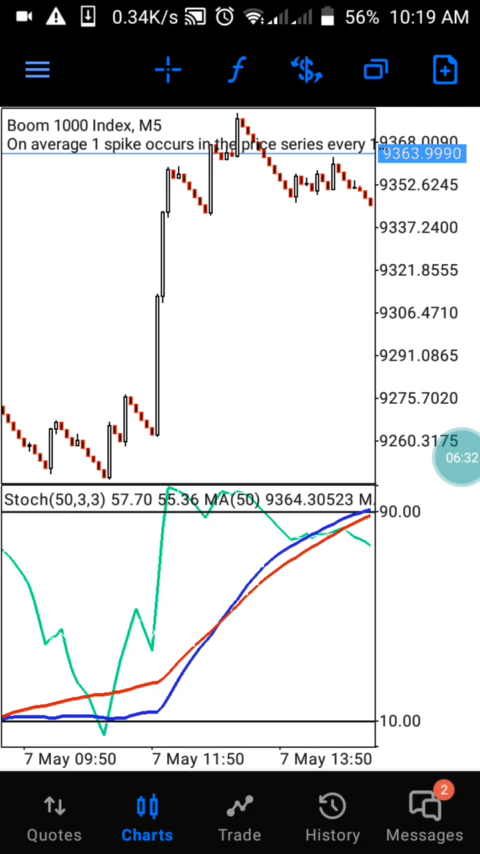 0.34K/s 56% 10:19 AM
f
Boom 1000 Index, M5
On average 1 spike occurs in the price series every
9368.0090
9363.9990
9352.6245
9337.2400
9321.8555
9306.4710
9291.0865
9275.7020
9260.3175
06:32
Stoch(50,3,3) 57.70 55.36 MA(50) 9364.30523 M
90.00
10.00
7 May 09:50 7 May 11:50 7 May 13:50
2
Quotes Charts Trade History Messages